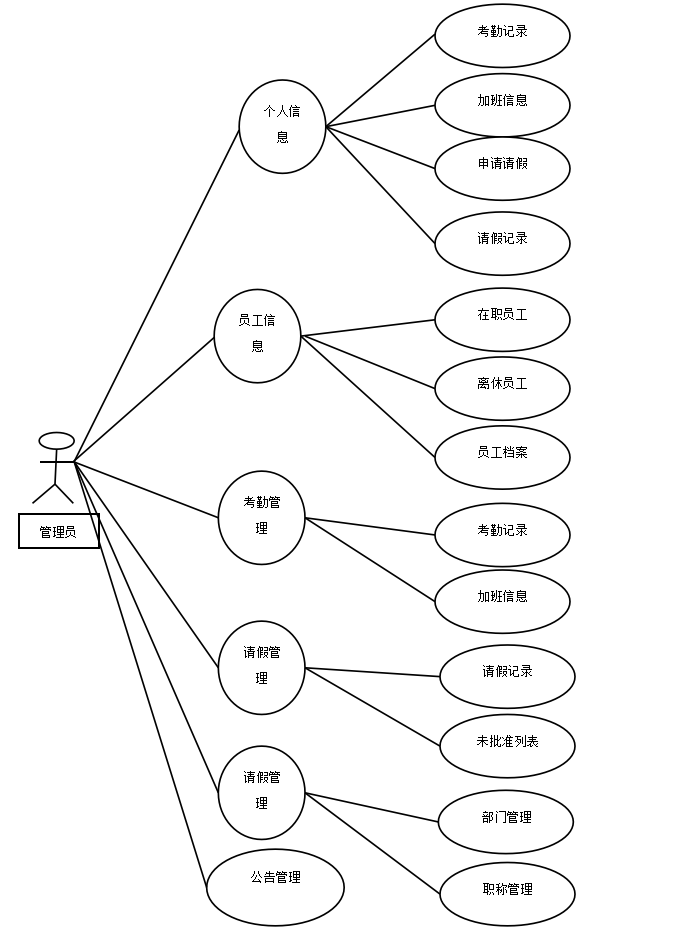 考勤记录
加班信息
个人信
息
申请请假
请假记录
在职员工
员工信
息
离休员工
员工档案
考勤管
理
考勤记录
管理员
加班信息
请假管
理
请假记录
未批准列表
请假管
理
部门管理
公告管理
职称管理